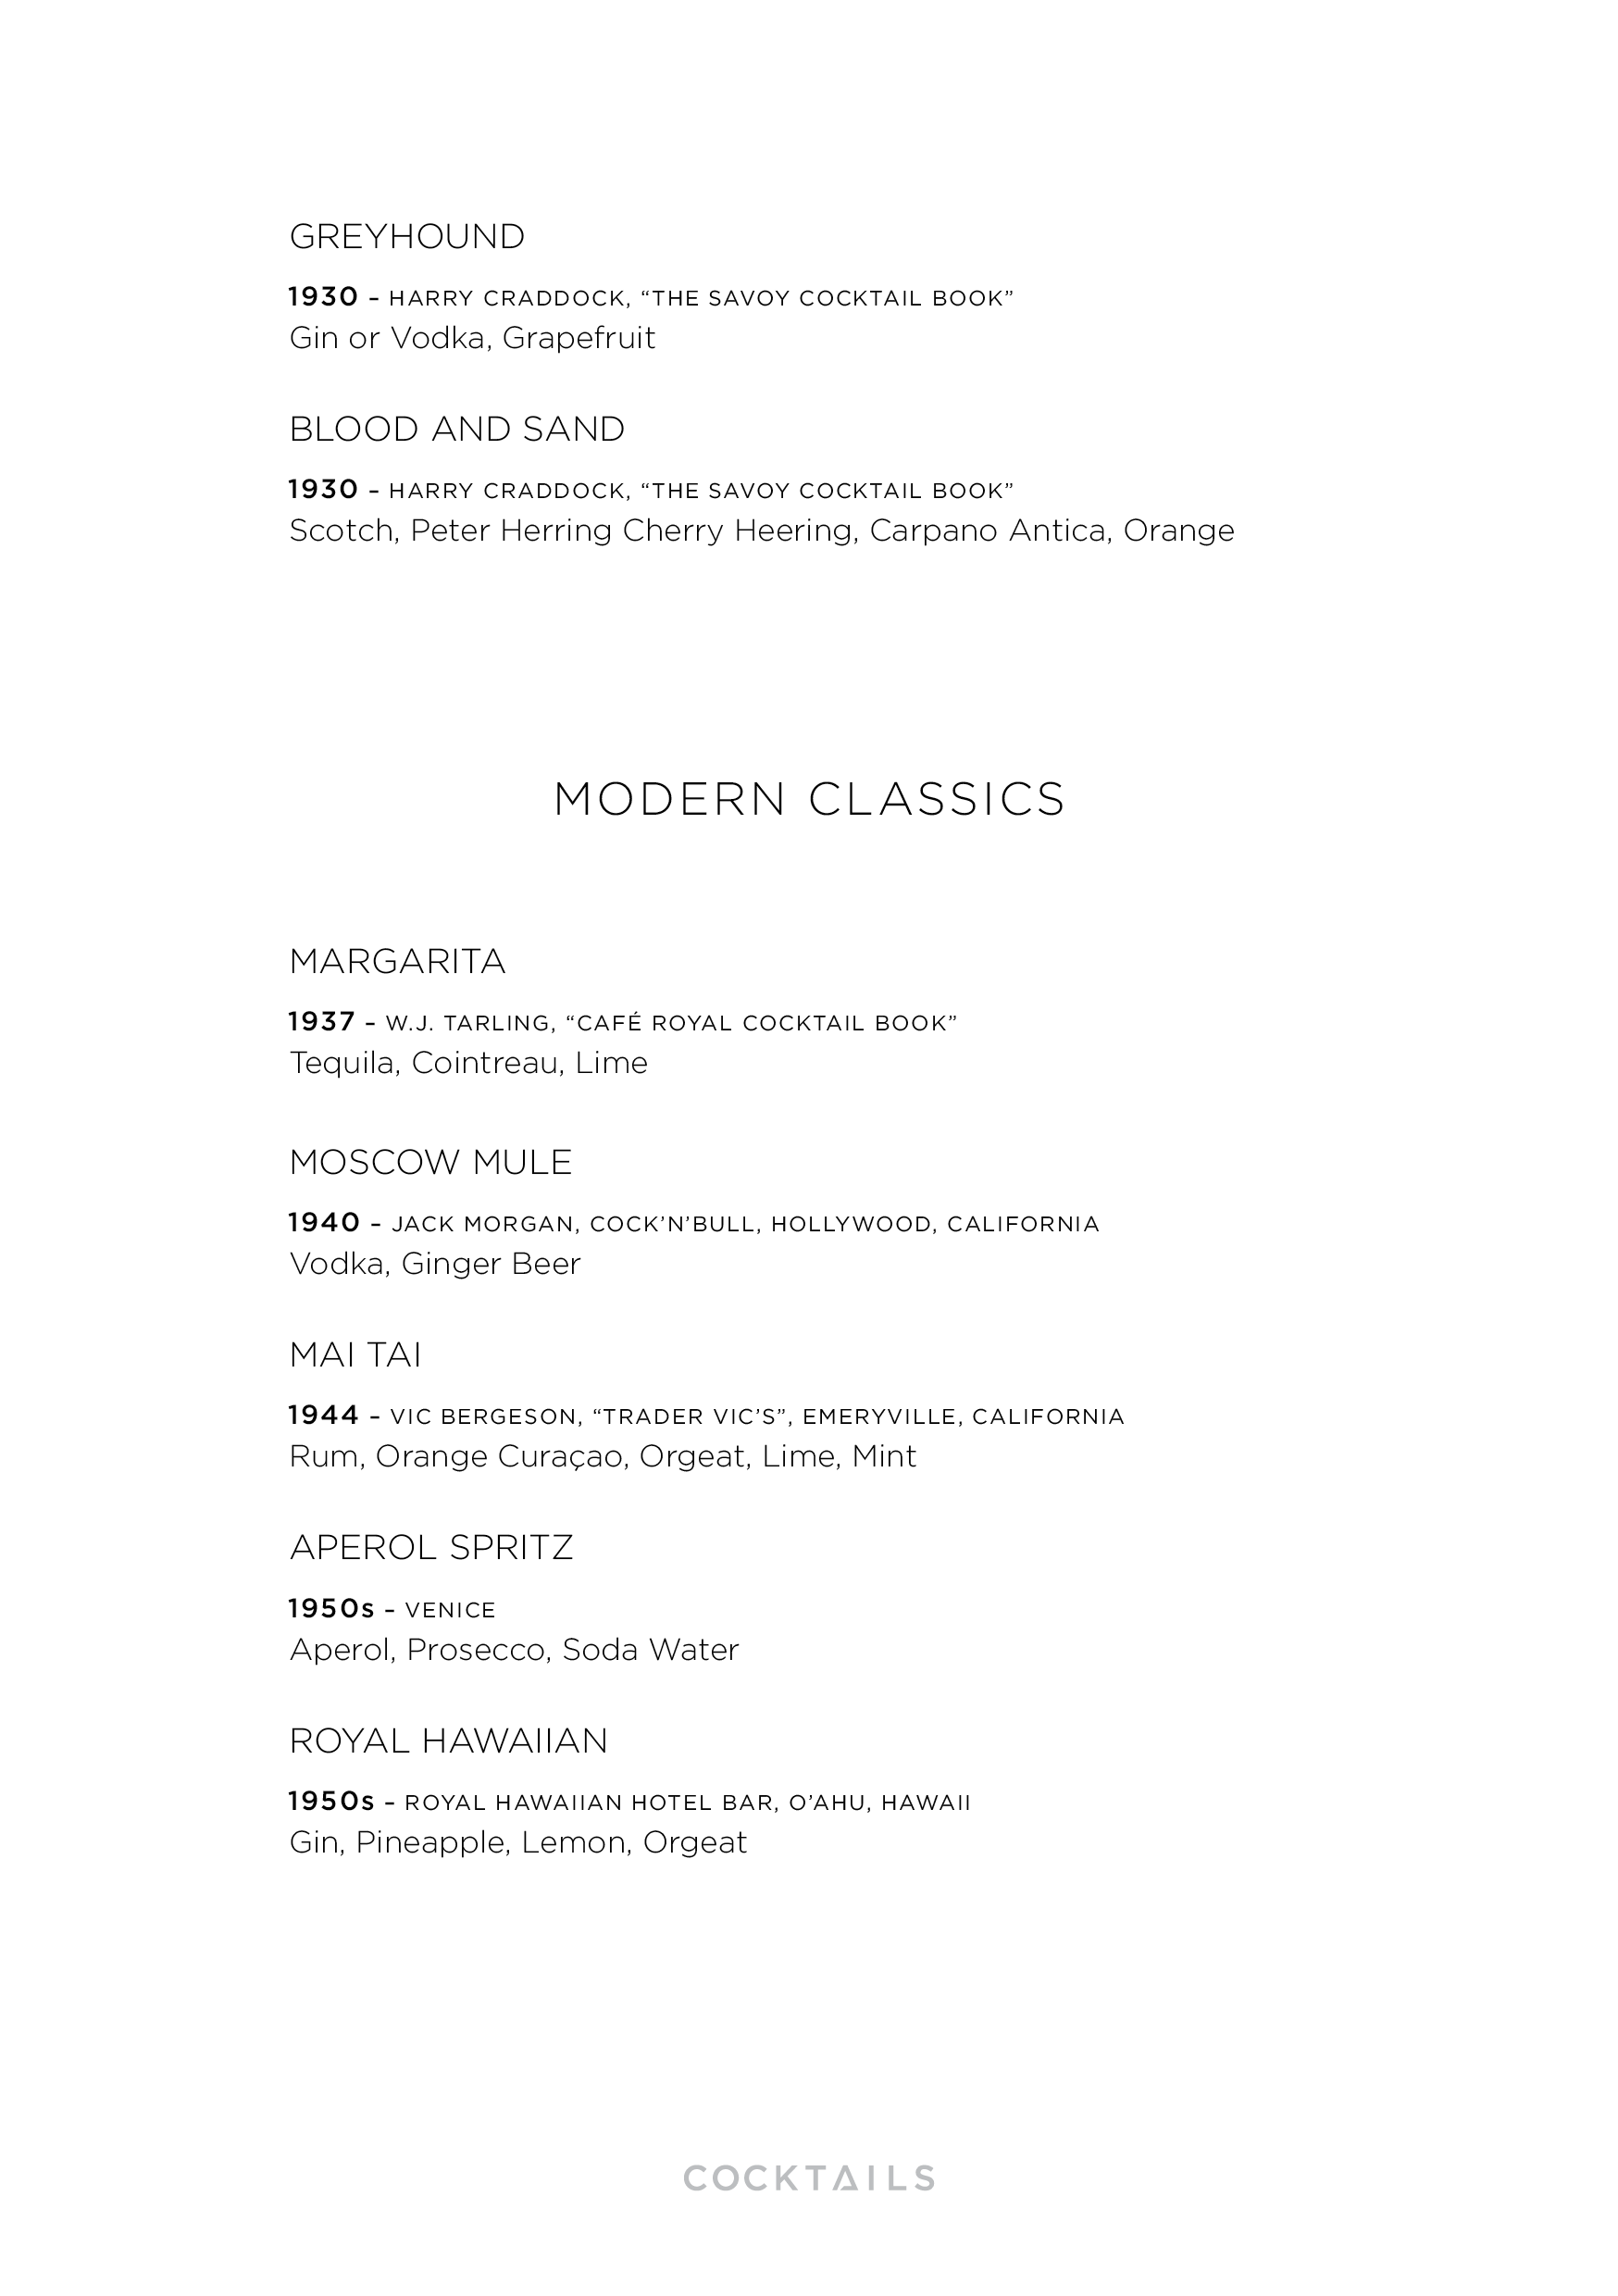 GREYHOUND
1930 – HARRY CRADDOCK, “THE SAVOY COCKTAIL BOOK”
Gin or Vodka, Grapefruit
BLOOD AND SAND
1930 – HARRY CRADDOCK, “THE SAVOY COCKTAIL BOOK”
Scotch, Peter Herring Cherry Heering, Carpano Antica, Orange
MODERN CLASSICS
MARGARITA
1937 – W.J. TARLING, “CAFÉ ROYAL COCKTAIL BOOK”
Tequila, Cointreau, Lime
MOSCOW MULE
1940 – JACK MORGAN, COCK’N’BULL, HOLLYWOOD, CALIFORNIA
Vodka, Ginger Beer
MAI TAI
1944 – VIC BERGESON, “TRADER VIC’S”, EMERYVILLE, CALIFORNIA
Rum, Orange Curaçao, Orgeat, Lime, Mint
APEROL SPRITZ
1950s – VENICE
Aperol, Prosecco, Soda Water
ROYAL HAWAIIAN
1950s – ROYAL HAWAIIAN HOTEL BAR, O’AHU, HAWAII
Gin, Pineapple, Lemon, Orgeat
COCKTAILS